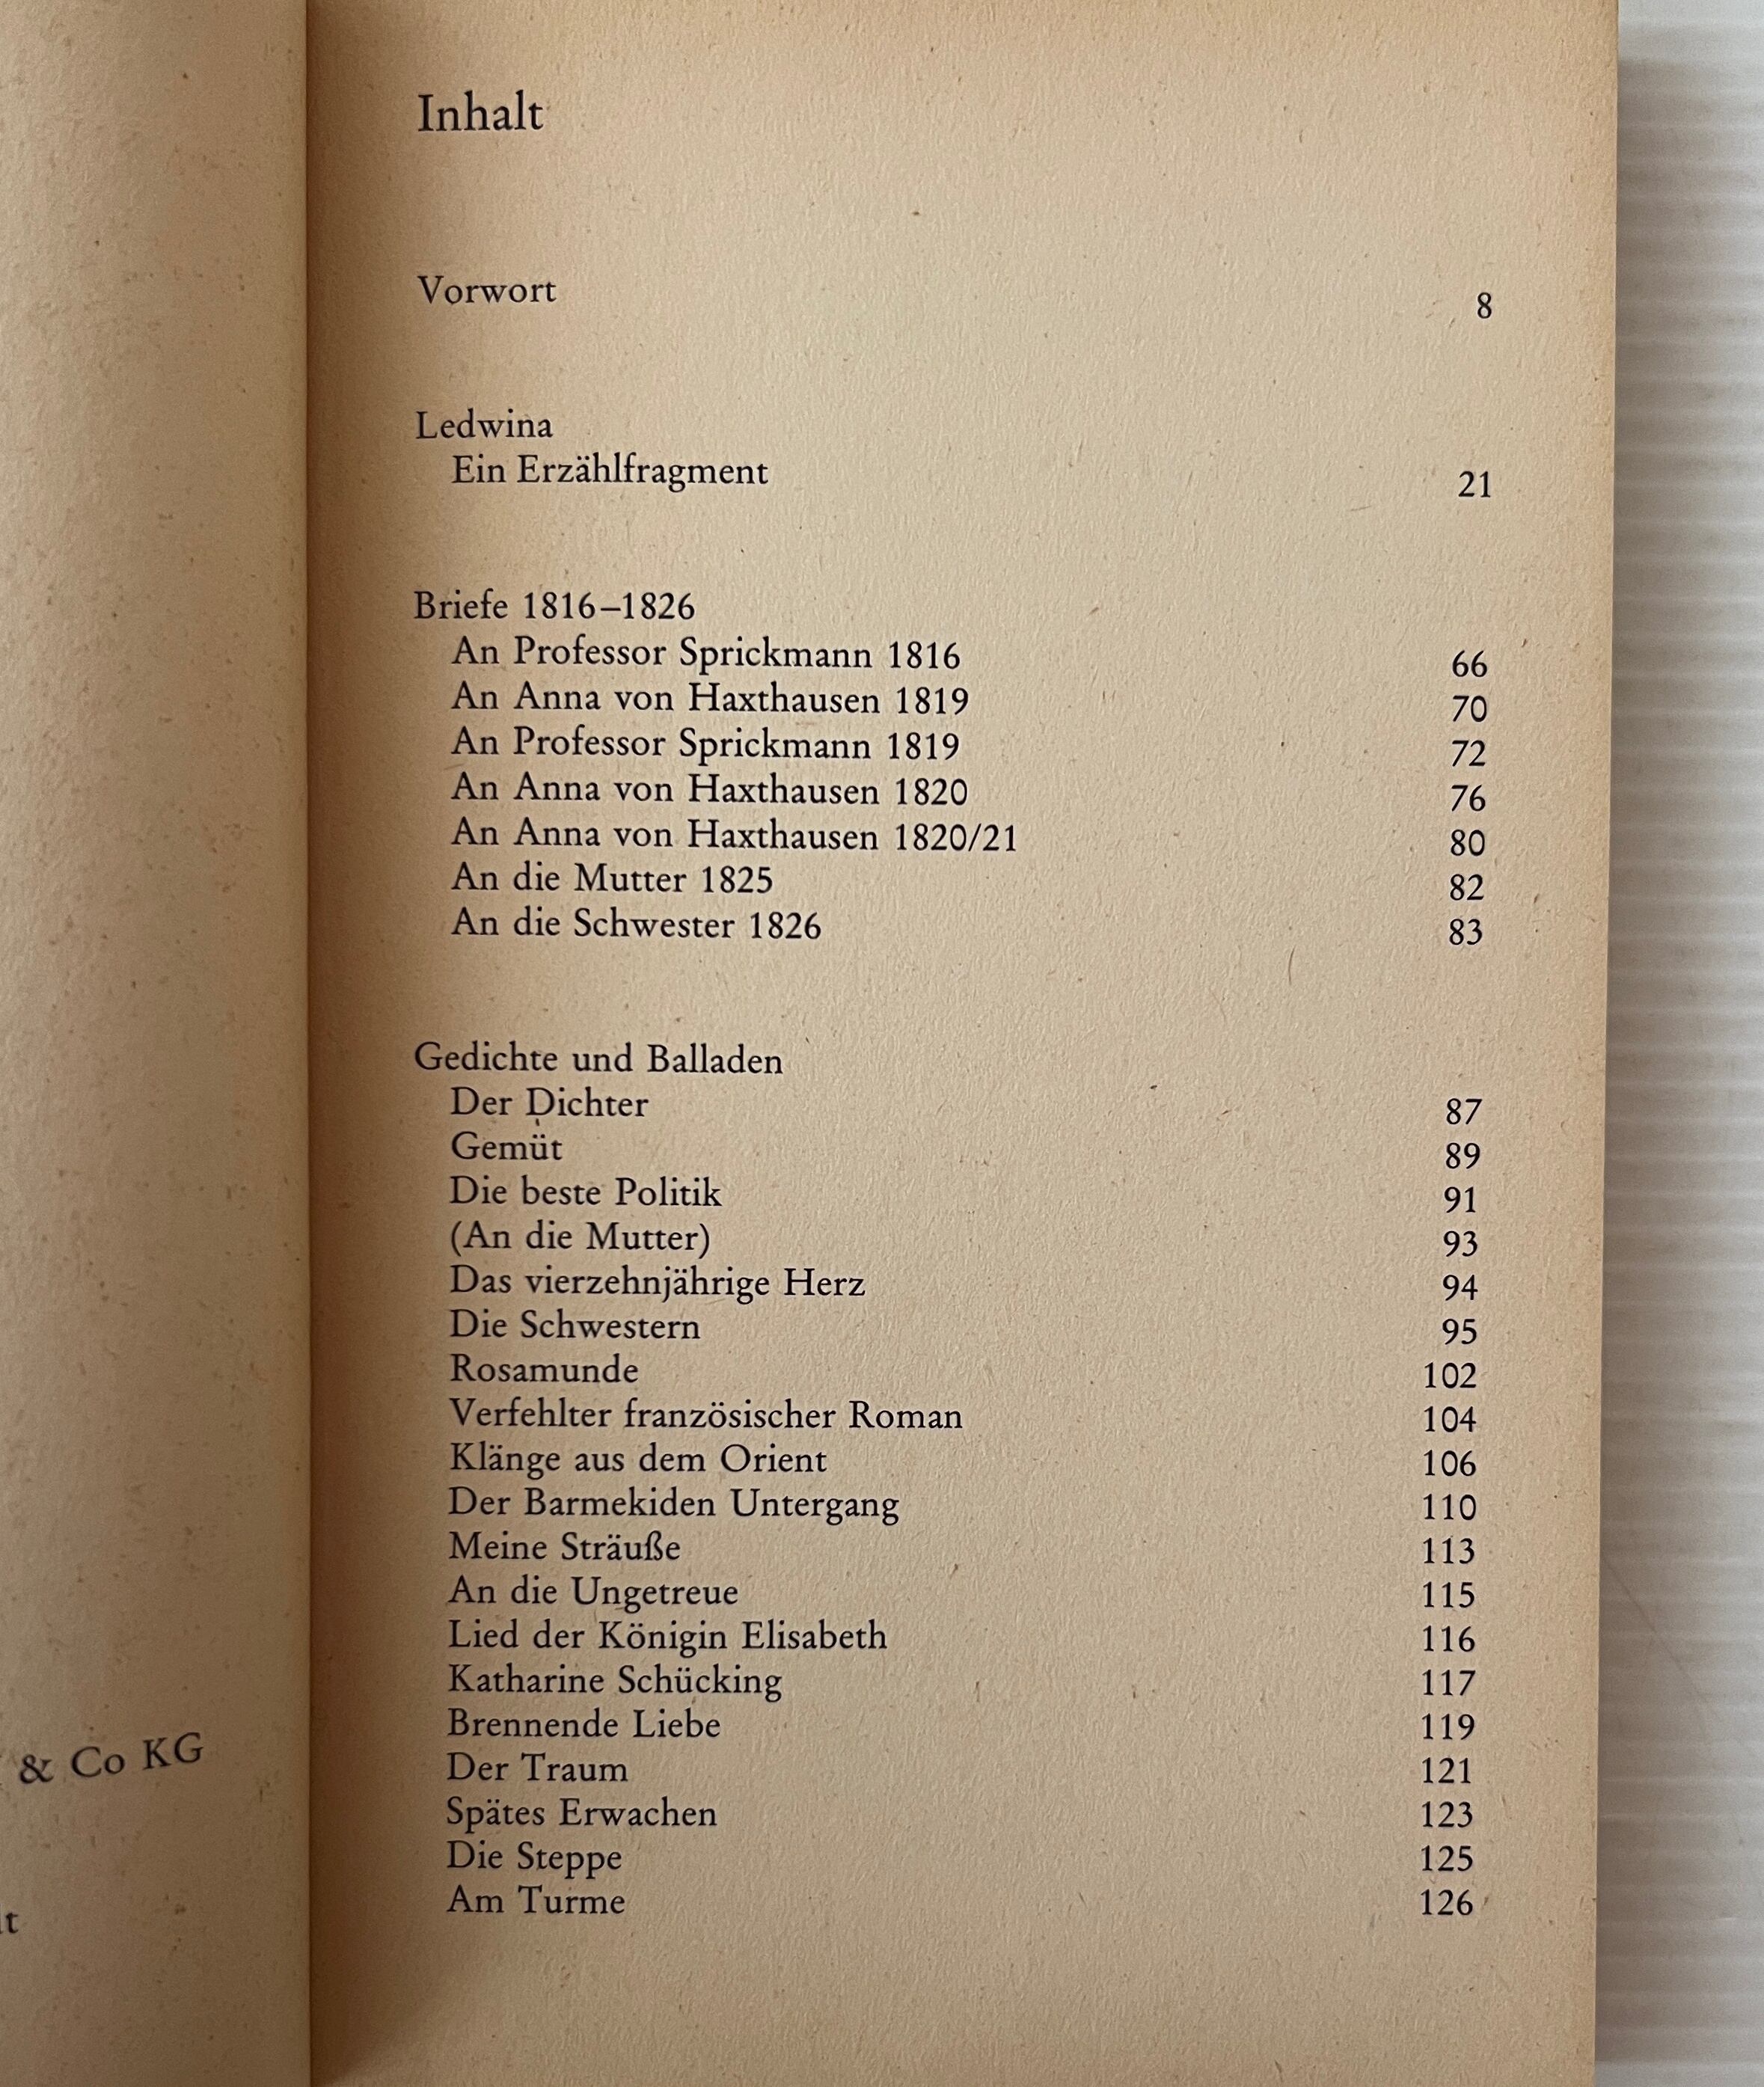 & Co KG
Inhalt
Vorwort 8
Ledwina
Ein Erzählfragment 21
Briefe 1816–1826
An Professor Sprickmann 1816 66
An Anna von Haxthausen 1819 70
An Professor Sprickmann 1819 72
An Anna von Haxthausen 1820 76
An Anna von Haxthausen 1820/21 80
An die Mutter 1825 82
An die Schwester 1826 83
Gedichte und Balladen
Der Dichter 87
Gemüt 89
Die beste Politik 91
(An die Mutter) 93
Das vierzehnjährige Herz 94
Die Schwestern 95
Rosamunde 102
Verfehlter französischer Roman 104
Klänge aus dem Orient 106
Der Barmekiden Untergang 110
Meine Sträuße 113
An die Ungetreue 115
Lied der Königin Elisabeth 116
Katharine Schücking 117
Brennende Liebe 119
Der Traum 121
Spätes Erwachen 123
Die Steppe 125
Am Turme 126